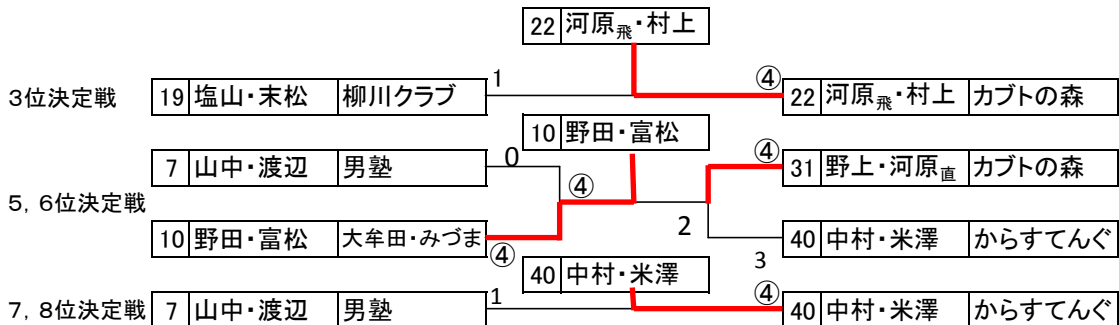 22 河原飛・村上
3位決定戦 19 塩山・末松 柳川クラブ 1 ④ 22 河原飛・村上 カブトの森
10 野田・富松
7 山中・渡辺 男塾 0 ④ 31 野上・河原直 カブトの森
5，6位決定戦 ④
10 野田・富松 大牟田・みづま ④ 2 3 40 中村・米澤 からすてんぐ
40 中村・米澤
7，8位決定戦 7 山中・渡辺 男塾 1 ④ 40 中村・米澤 からすてんぐ